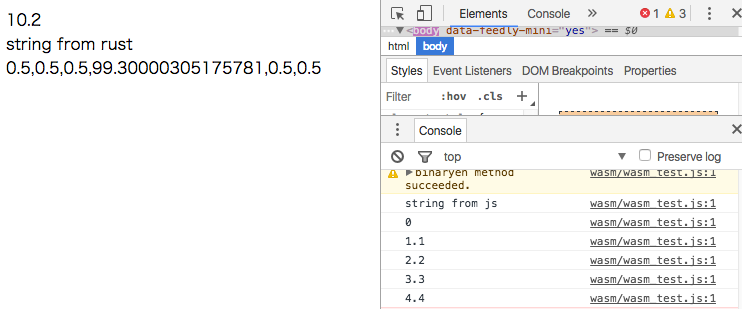 10.2
string from rust
0.5,0.5,0.5,99.30000305175781,0.5,0.5
Elements Console » 1 3
…▼<body data-feedly-mini="yes"> == $0
html body
Styles Event Listeners DOM Breakpoints Properties
Filter :hov .cls +
Console
top Preserve log
binaryen method succeeded. wasm/wasm_test.js:1
string from js wasm/wasm_test.js:1
0 wasm/wasm_test.js:1
1.1 wasm/wasm_test.js:1
2.2 wasm/wasm_test.js:1
3.3 wasm/wasm_test.js:1
4.4 wasm/wasm_test.js:1